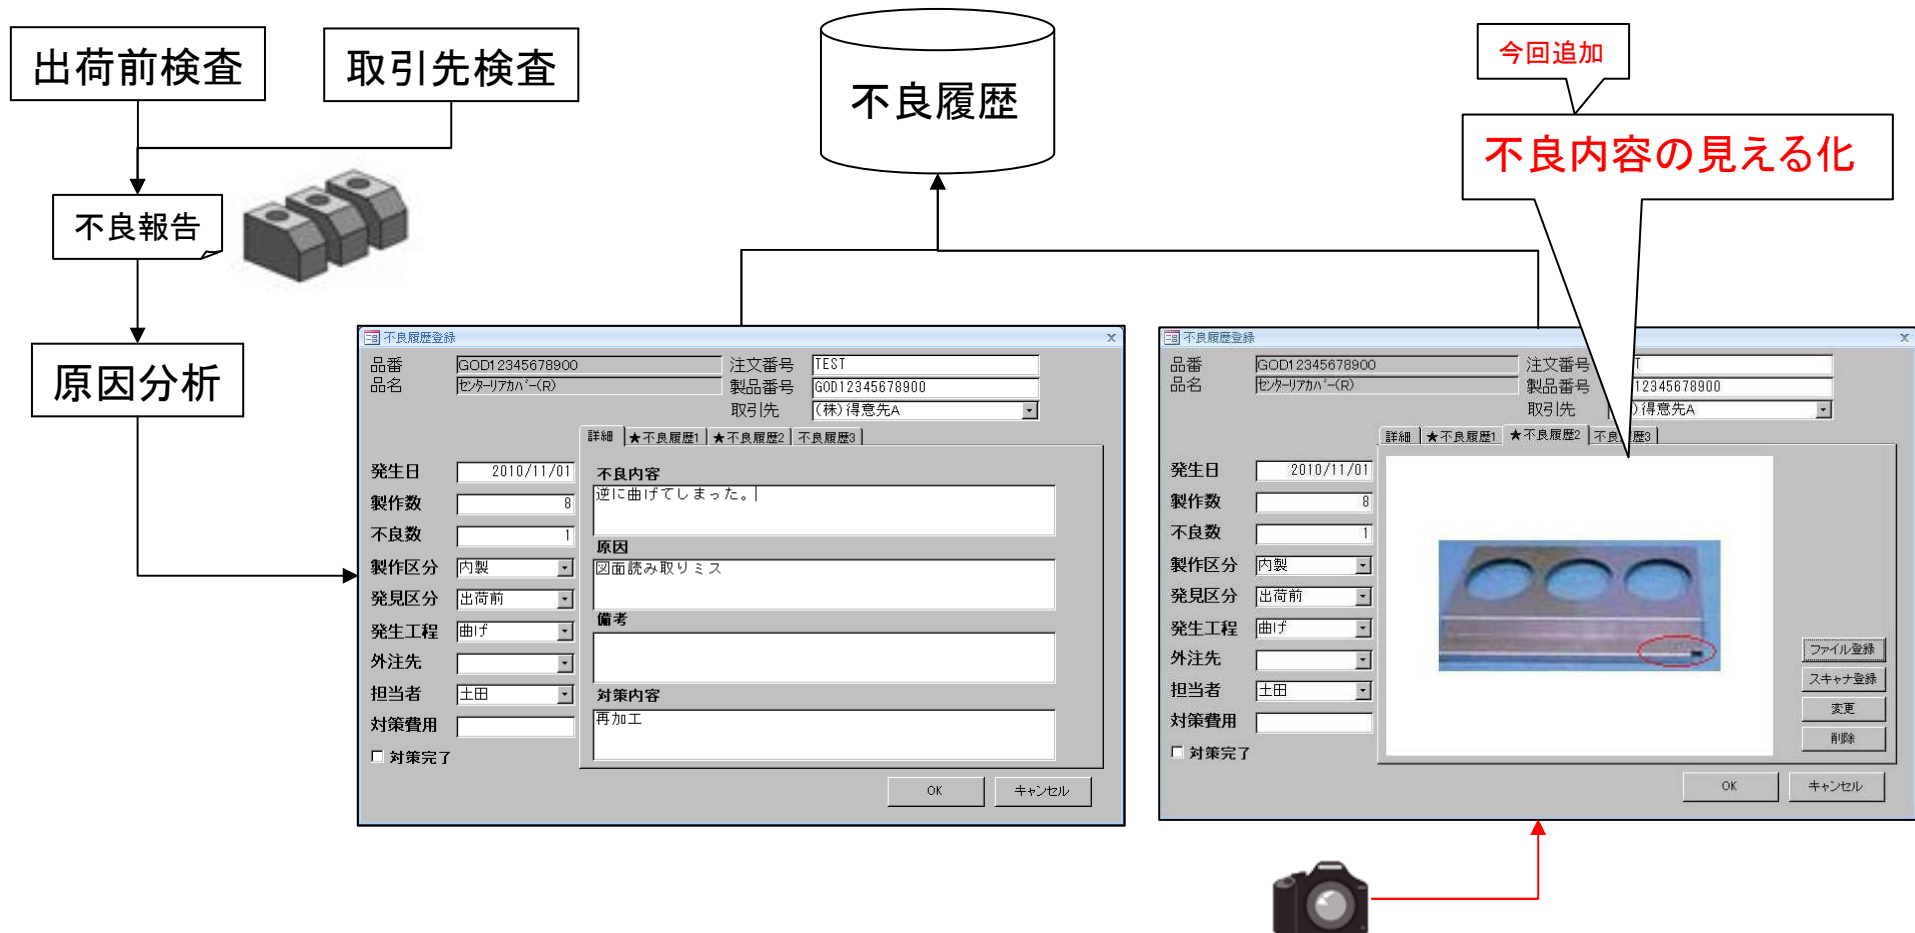 出荷前検査
取引先検査
不良履歴
今回追加
不良内容の見える化
不良報告
原因分析
不良履歴登録
品番 GOD12345678900 注文番号 TEST
品名 ｾﾝﾀｰﾘｱｶﾊﾞｰ(R) 製品番号 GOD12345678900
取引先 (株)得意先A
詳細 ★不良履歴1 ★不良履歴2 不良履歴3
発生日 2010/11/01
製作数 8
不良数 1
製作区分 内製
発見区分 出荷前
発生工程 曲げ
外注先
担当者 土田
対策費用
対策完了
不良内容
逆に曲げてしまった。
原因
図面読み取りミス
備考
対策内容
再加工
OK キャンセル
不良履歴登録
品番 GOD12345678900 注文番号 T
品名 ｾﾝﾀｰﾘｱｶﾊﾞｰ(R) 製品番号 12345678900
取引先 )得意先A
詳細 ★不良履歴1 ★不良履歴2 不良履歴3
発生日 2010/11/01
製作数 8
不良数 1
製作区分 内製
発見区分 出荷前
発生工程 曲げ
外注先
担当者 土田
対策費用
対策完了
ファイル登録
スキャナ登録
変更
削除
OK キャンセル